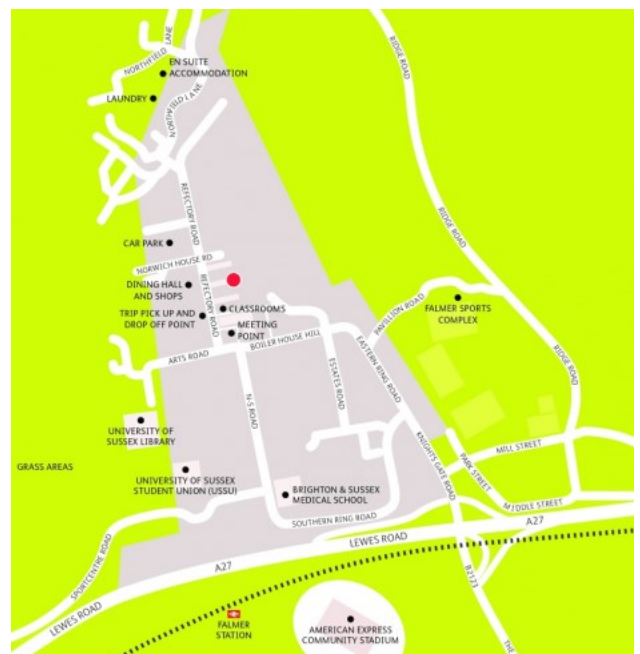 NORTHFIELD
LANE
EN SUITE
ACCOMMODATION
LAUNDRY
NORTHFIELD LANE
RIDGE ROAD
REFECTORY ROAD
RIDGE ROAD
CAR PARK
NORWICH HOUSE RD
REFECTORY ROAD
DINING HALL
AND SHOPS
CLASSROOMS
TRIP PICK UP AND
DROP OFF POINT
MEETING
POINT
PAVILLION ROAD
FALMER SPORTS
COMPLEX
ARTS ROAD
BOILER HOUSE HILL
EASTERN RING ROAD
ESTATES ROAD
RIDGE ROAD
N-S ROAD
UNIVERSITY OF
SUSSEX LIBRARY
GRASS AREAS
UNIVERSITY OF SUSSEX
STUDENT UNION (USSU)
BRIGHTON & SUSSEX
MEDICAL SCHOOL
KNIGHTS GATE ROAD
PARK STREET
MILL STREET
MIDDLE STREET
SOUTHERN RING ROAD
SPORTCENTRE ROAD
A27
LEWES ROAD
A27
LEWES ROAD
B2123
FALMER
STATION
AMERICAN EXPRESS
COMMUNITY STADIUM
THE